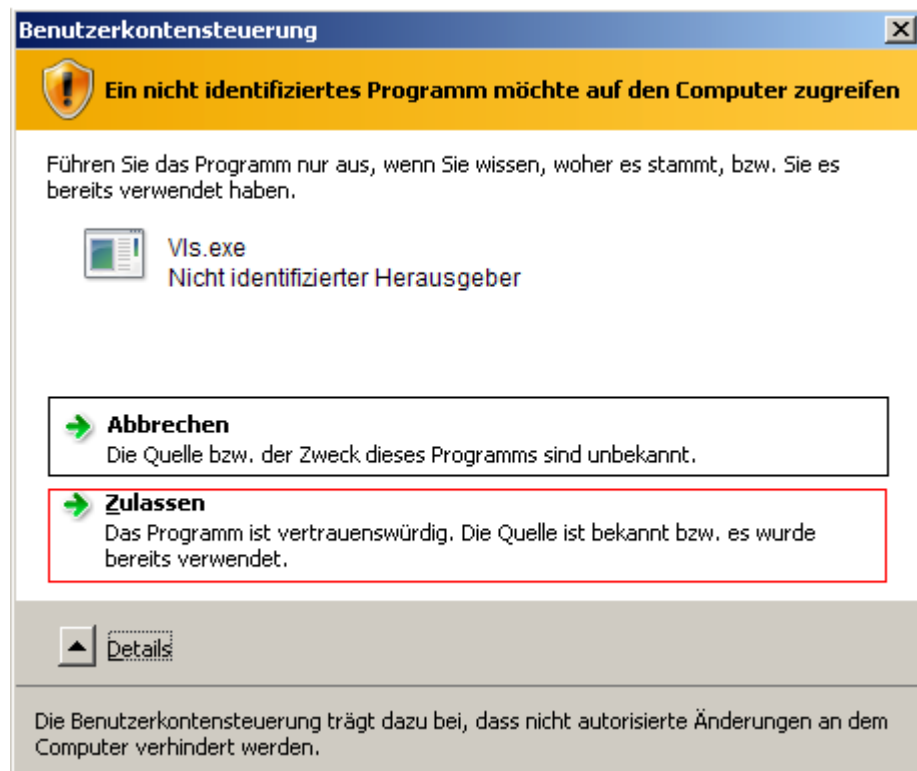 Benutzerkontensteuerung
Ein nicht identifiziertes Programm möchte auf den Computer zugreifen
Führen Sie das Programm nur aus, wenn Sie wissen, woher es stammt, bzw. Sie es
bereits verwendet haben.
Vls.exe
Nicht identifizierter Herausgeber
Abbrechen
Die Quelle bzw. der Zweck dieses Programms sind unbekannt.
Zulassen
Das Programm ist vertrauenswürdig. Die Quelle ist bekannt bzw. es wurde
bereits verwendet.
Details
Die Benutzerkontensteuerung trägt dazu bei, dass nicht autorisierte Änderungen an dem
Computer verhindert werden.